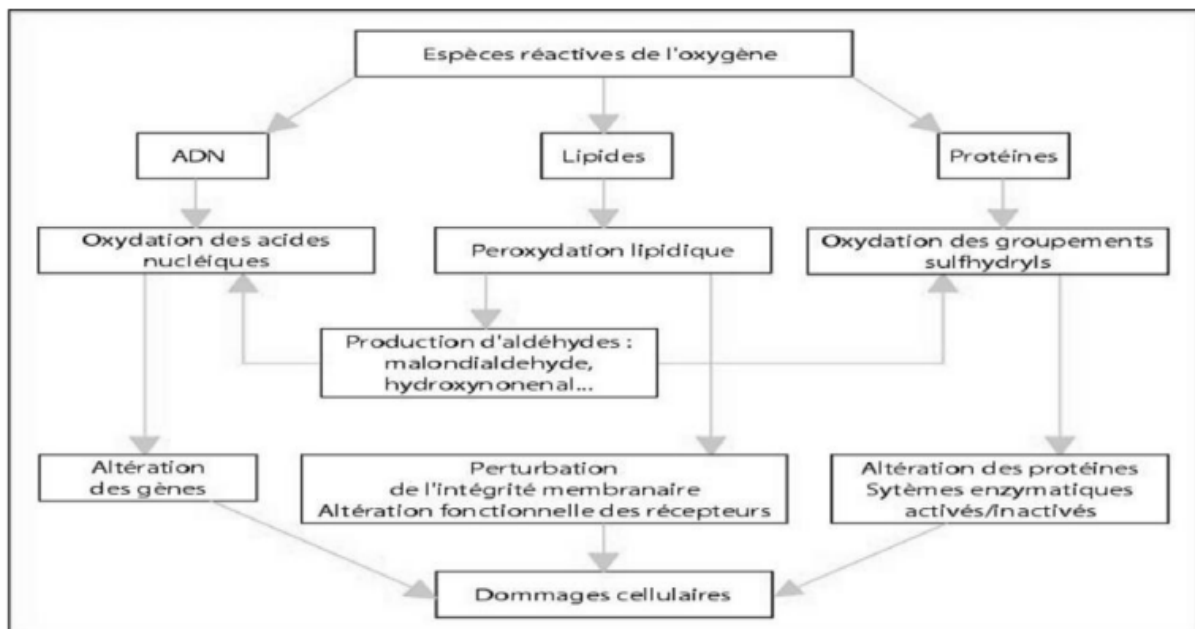 Espèces réactives de l'oxygène
ADN
Lipides
Protéines
Oxydation des acides
nucléiques
Peroxydation lipidique
Oxydation des groupements
sulfhydryls
Production d'aldéhydes :
malondialdehyde,
hydroxynonenal...
Altération
des gènes
Perturbation
de l'intégrité membranaire
Altération fonctionnelle des récepteurs
Altération des protéines
Sytèmes enzymatiques
activés/inactivés
Dommages cellulaires